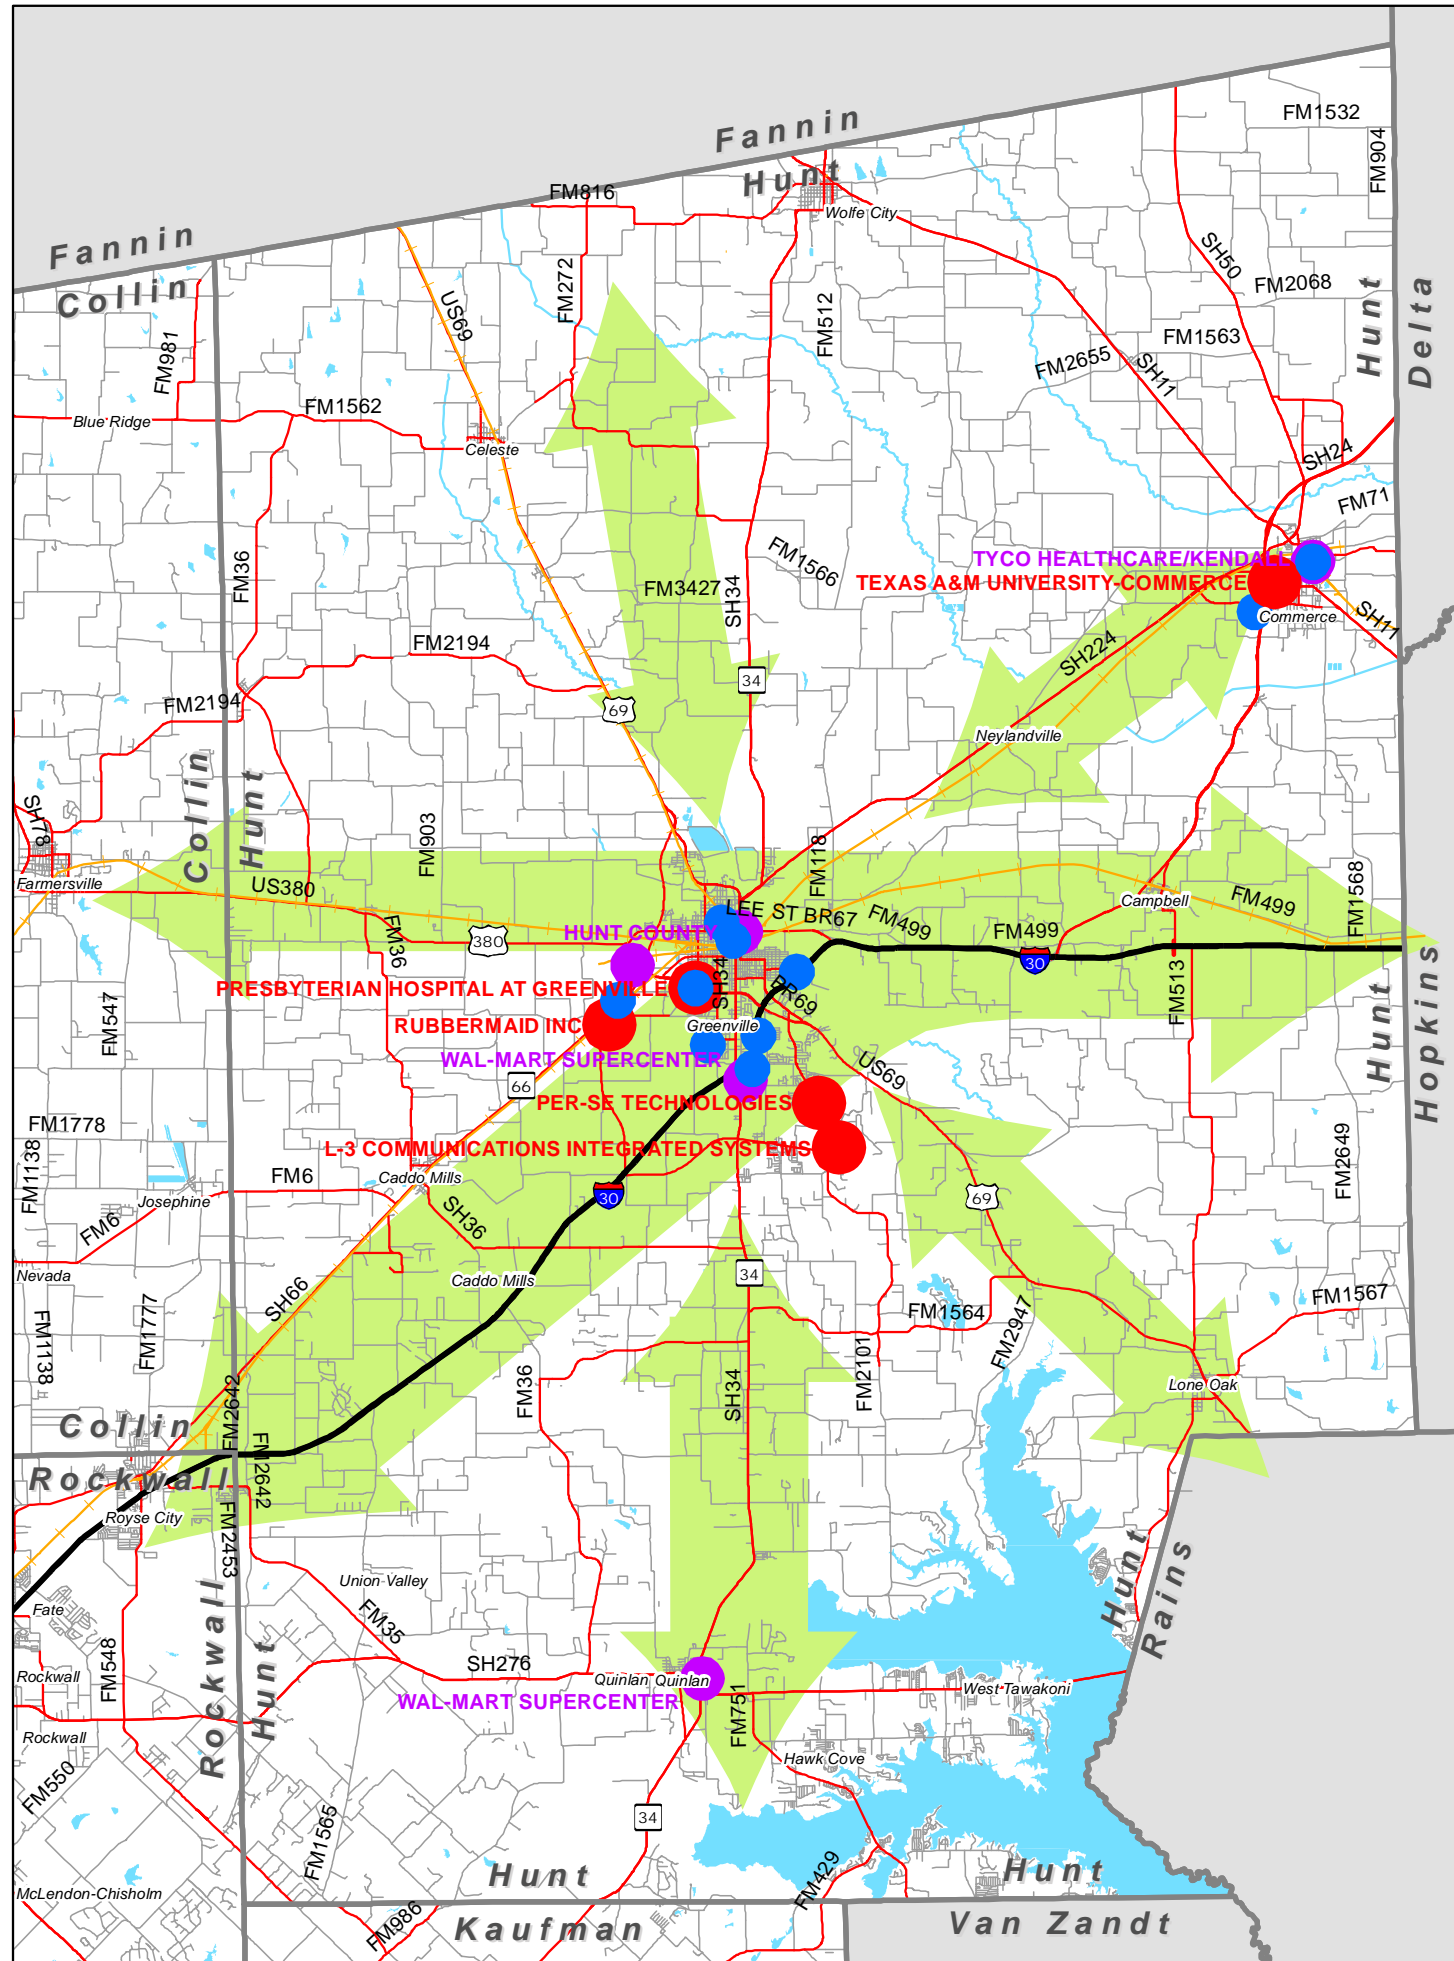 FM1532
FM904
Fannin
Hunt
FM816
Wolfe City
Fannin
Collin
SH50
FM2068
Hunt
Delta
FM272
US69
FM512
FM1563
FM981
FM2655
SH11
FM1562
Blue Ridge
Celeste
SH24
FM71
FM1566
TYCO HEALTHCARE/KENDALL
FM36
FM3427
SH34
TEXAS A&M UNIVERSITY-COMMERCE
Commerce
SH11
FM2194
SH224
34
FM2194
69
Neylandville
Collin
Hunt
SH78
FM903
FM118
Farmersville
US380
Campbell
FM1568
LEE ST BR67
FM499
FM499
FM499
FM36
380
HUNT COUNTY
30
PRESBYTERIAN HOSPITAL AT GREENVILLE
SH34
BR69
FM513
Hopkins
FM547
RUBBERMAID INC
Greenville
Hunt
WAL-MART SUPERCENTER
US69
66
PER-SE TECHNOLOGIES
FM1778
L-3 COMMUNICATIONS INTEGRATED SYSTEMS
FM1138
FM2649
FM6
Caddo Mills
69
30
Josephine
FM6
SH36
Nevada
Caddo Mills
34
SH66
FM1777
FM1564
FM1567
FM1138
FM2947
FM2101
FM36
SH34
Lone Oak
FM2642
Collin
Rockwall
FM2642
Royse City
FM2453
Hunt
Rains
Union Valley
Fate
FM35
Rockwall
Hunt
FM548
SH276
Rockwall
Quinlan
Quinlan
West Tawakoni
WAL-MART SUPERCENTER
FM751
Rockwall
Hawk Cove
FM550
34
FM1565
Hunt
Hunt
FM429
McLendon-Chisholm
FM986
Kaufman
Van Zandt